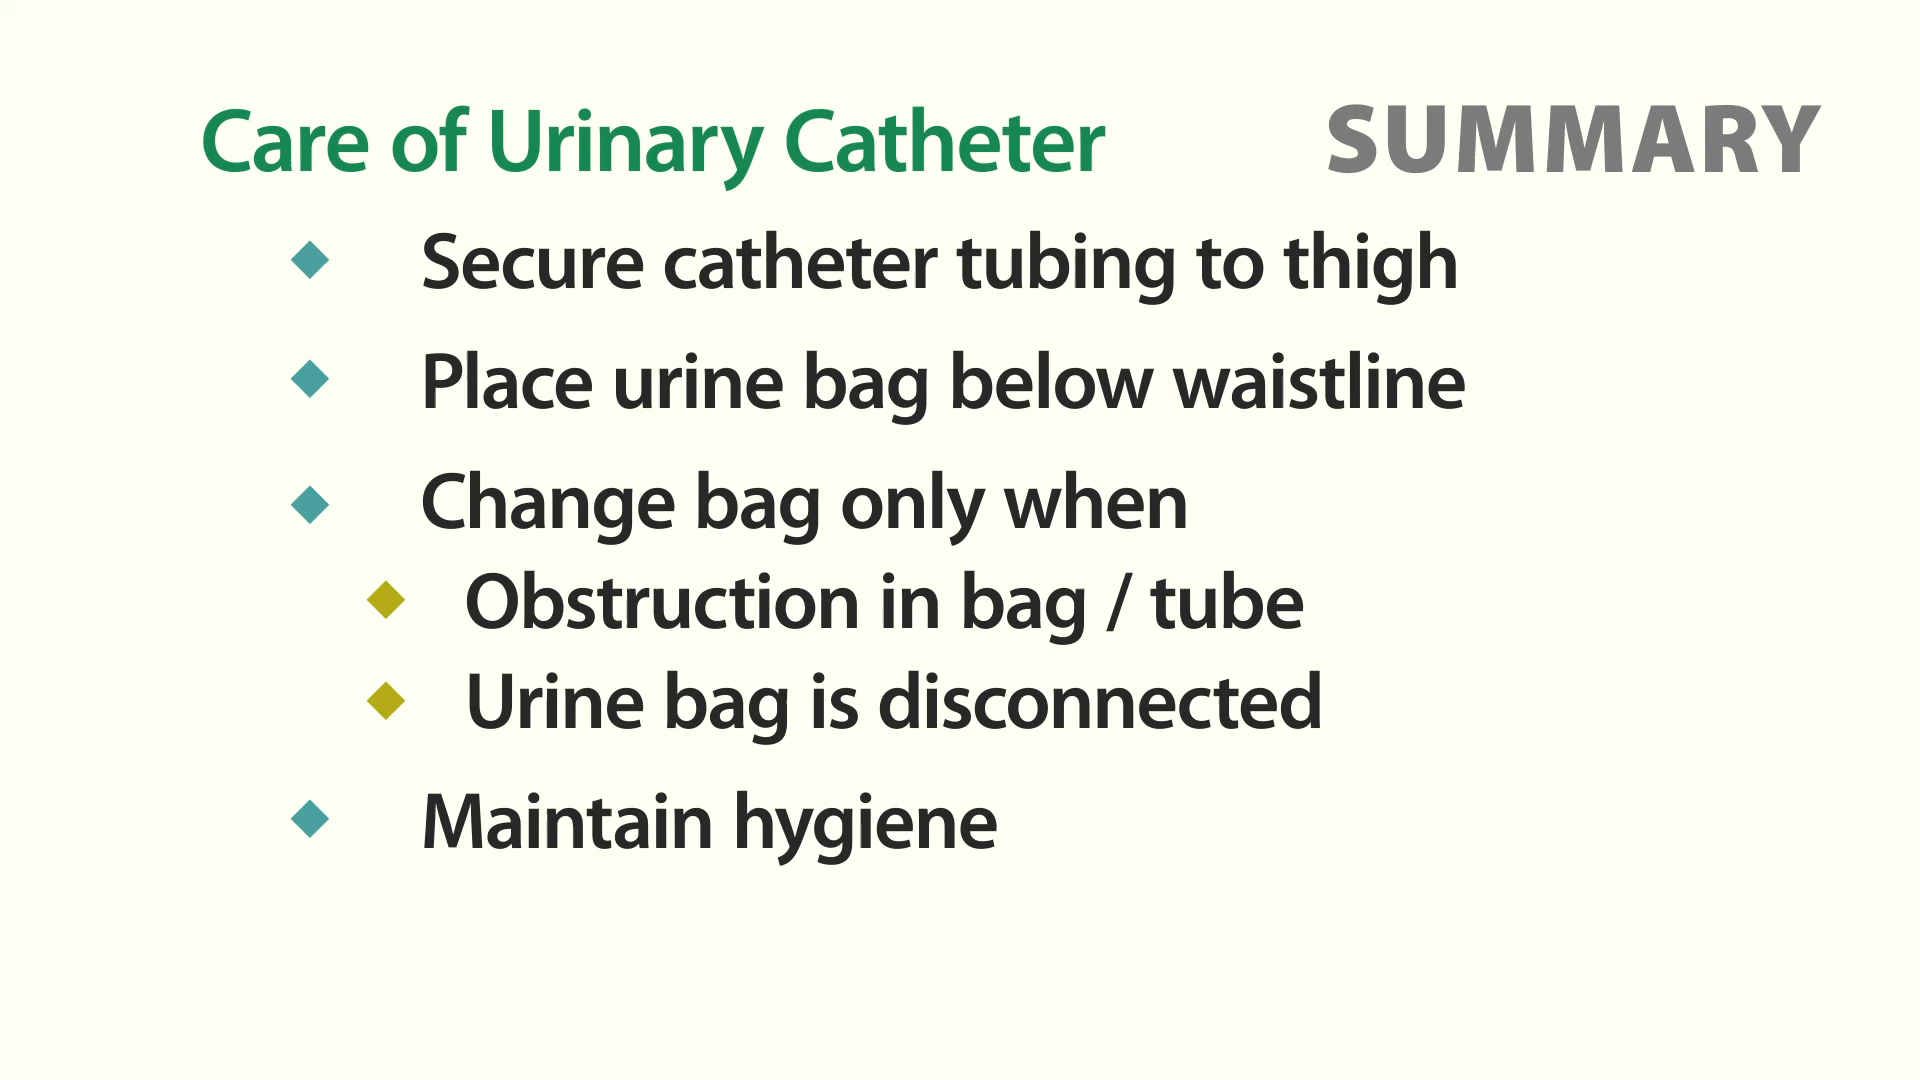 Care of Urinary Catheter
SUMMARY
Secure catheter tubing to thigh
Place urine bag below waistline
Change bag only when
Obstruction in bag / tube
Urine bag is disconnected
Maintain hygiene